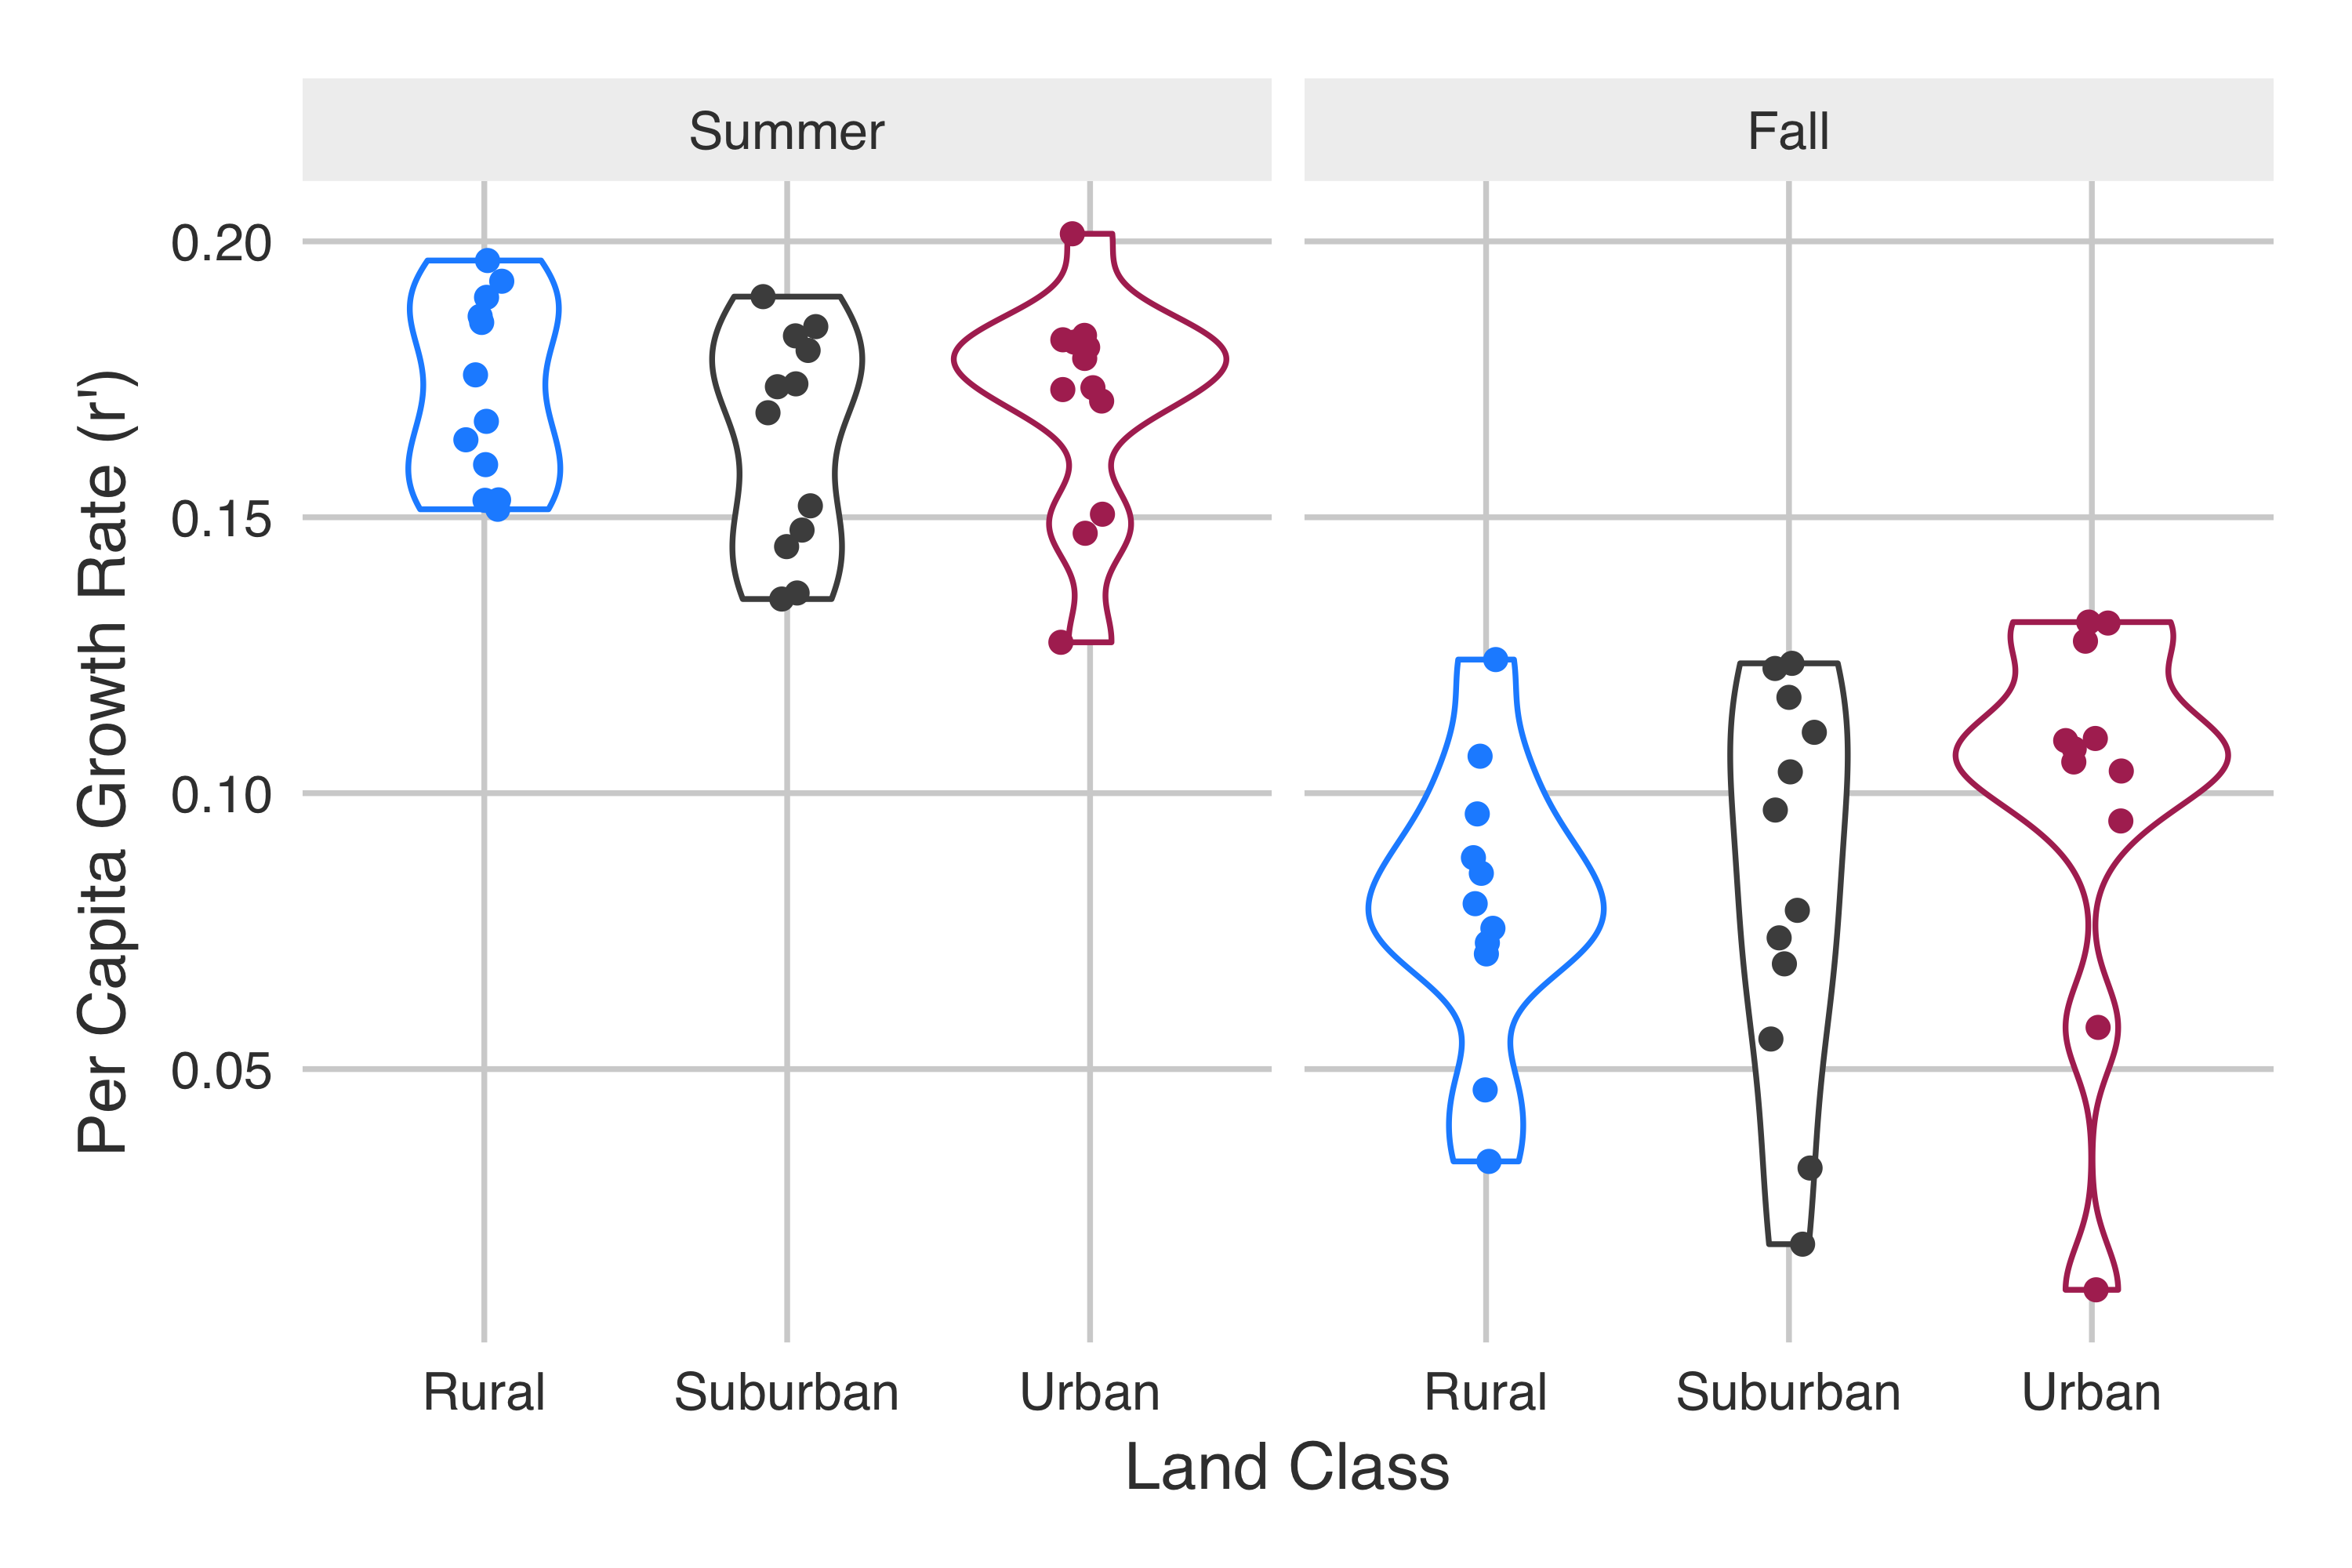 Summer
Fall
Per Capita Growth Rate (r')
0.20
0.15
0.10
0.05
Rural Suburban Urban
Rural Suburban Urban
Land Class